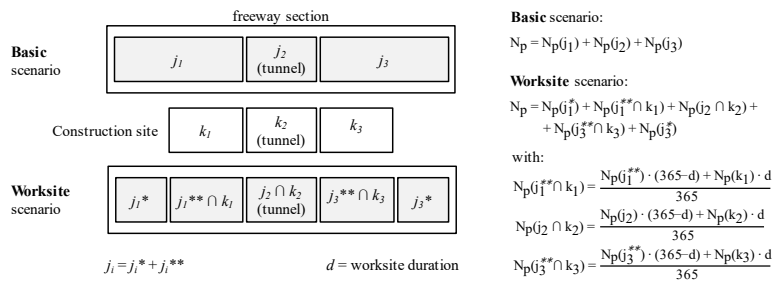 freeway section
Basic
scenario
j₁
j₂
(tunnel)
j₃
Construction site
k₁
k₂
(tunnel)
k₃
Worksite
scenario
j₁*
j₁** ∩ k₁
j₂ ∩ k₂
(tunnel)
j₃** ∩ k₃
j₃*
jᵢ = jᵢ* + jᵢ**
d = worksite duration
Basic scenario:
Nₚ = Nₚ(j₁) + Nₚ(j₂) + Nₚ(j₃)
Worksite scenario:
Nₚ = Nₚ(j₁*) + Nₚ(j₁** ∩ k₁) + Nₚ(j₂ ∩ k₂) +
+ Nₚ(j₃** ∩ k₃) + Nₚ(j₃*)
with:
Nₚ(j₁** ∩ k₁) = Nₚ(j₁**) · (365–d) + Nₚ(k₁) · d
365
Nₚ(j₂ ∩ k₂) = Nₚ(j₂) · (365–d) + Nₚ(k₂) · d
365
Nₚ(j₃** ∩ k₃) = Nₚ(j₃**) · (365–d) + Nₚ(k₃) · d
365